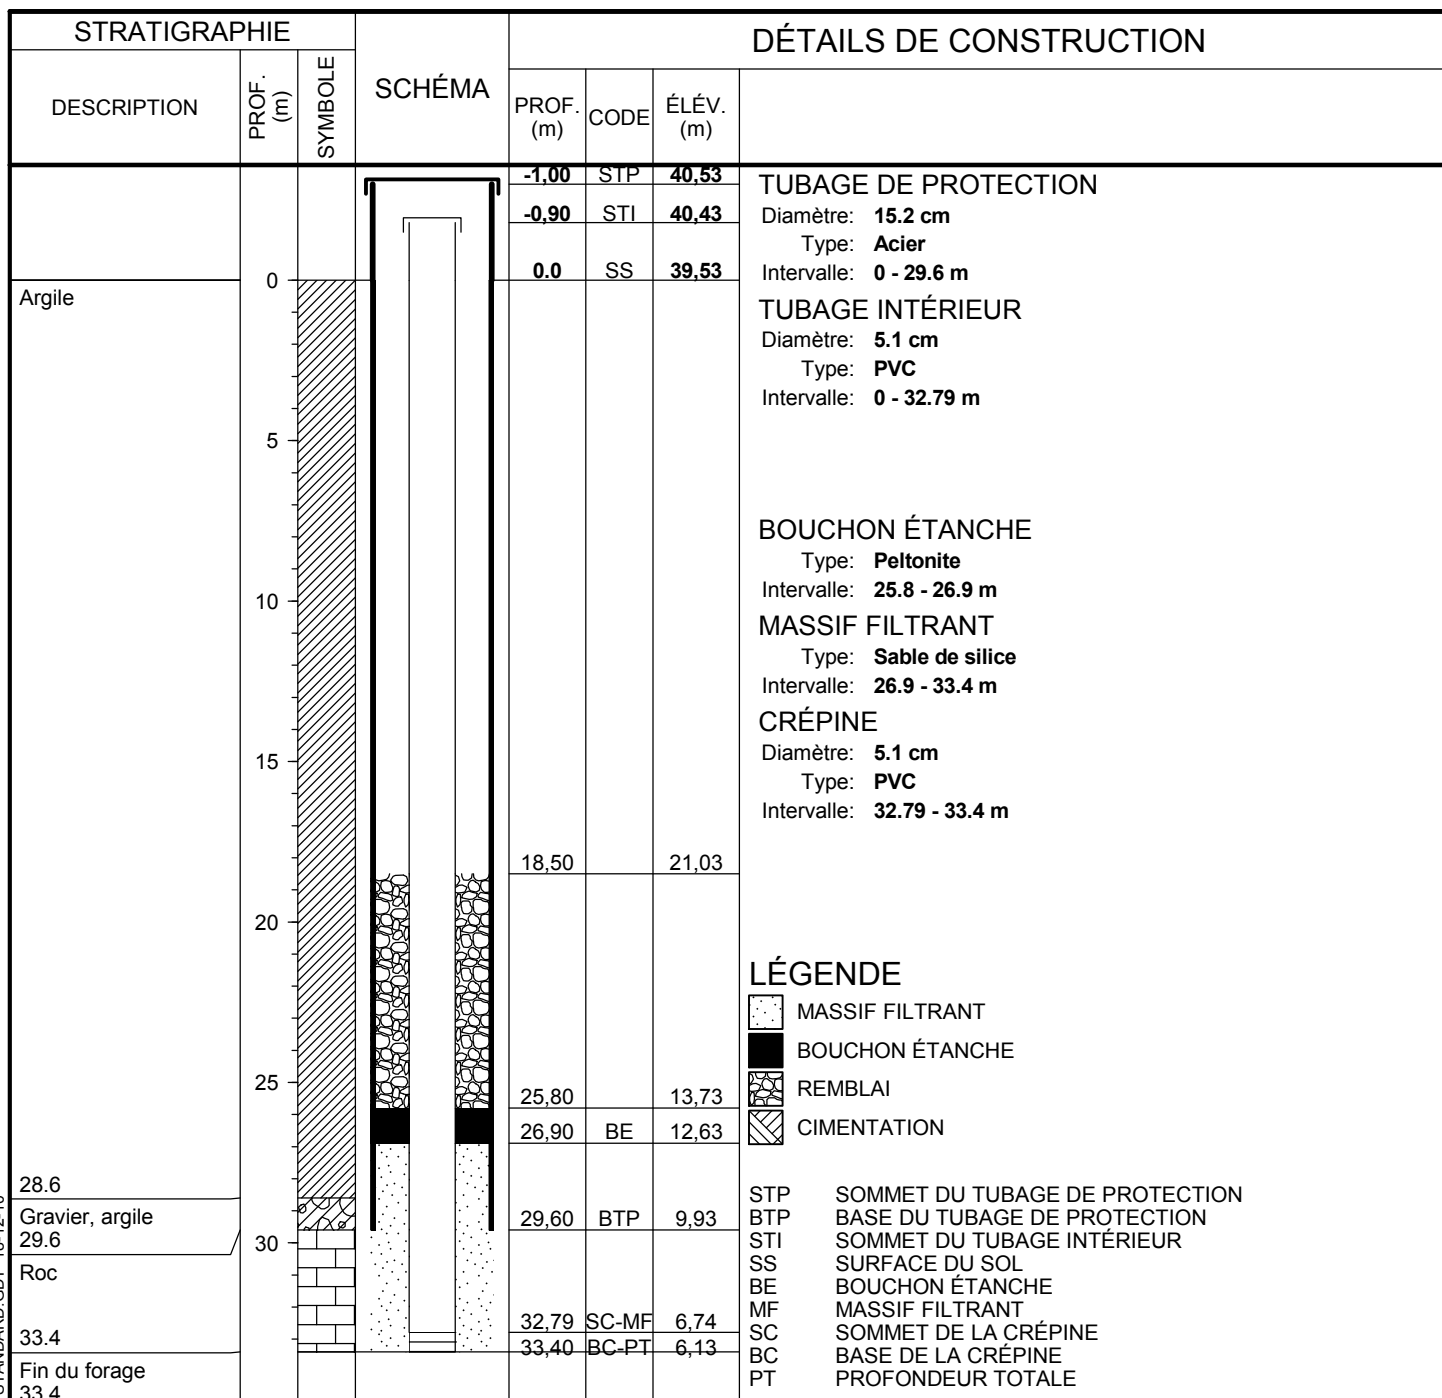 STRATIGRAPHIE
DESCRIPTION
PROF. (m)
SYMBOLE
SCHÉMA
DÉTAILS DE CONSTRUCTION
PROF. (m)
CODE
ÉLÉV. (m)
-1,00 STP 40,53
-0,90 STI 40,43
0.0 SS 39,53
18,50 21,03
25,80 13,73
26,90 BE 12,63
29,60 BTP 9,93
32,79 SC-MF 6,74
33,40 BC-PT 6,13
0
5
10
15
20
25
30
Argile
28.6
Gravier, argile
29.6
Roc
33.4
Fin du forage
33.4
TUBAGE DE PROTECTION
Diamètre: 15.2 cm
Type: Acier
Intervalle: 0 - 29.6 m
TUBAGE INTÉRIEUR
Diamètre: 5.1 cm
Type: PVC
Intervalle: 0 - 32.79 m
BOUCHON ÉTANCHE
Type: Peltonite
Intervalle: 25.8 - 26.9 m
MASSIF FILTRANT
Type: Sable de silice
Intervalle: 26.9 - 33.4 m
CRÉPINE
Diamètre: 5.1 cm
Type: PVC
Intervalle: 32.79 - 33.4 m
LÉGENDE
MASSIF FILTRANT
BOUCHON ÉTANCHE
REMBLAI
CIMENTATION
STP SOMMET DU TUBAGE DE PROTECTION
BTP BASE DU TUBAGE DE PROTECTION
STI SOMMET DU TUBAGE INTÉRIEUR
SS SURFACE DU SOL
BE BOUCHON ÉTANCHE
MF MASSIF FILTRANT
SC SOMMET DE LA CRÉPINE
BC BASE DE LA CRÉPINE
PT PROFONDEUR TOTALE